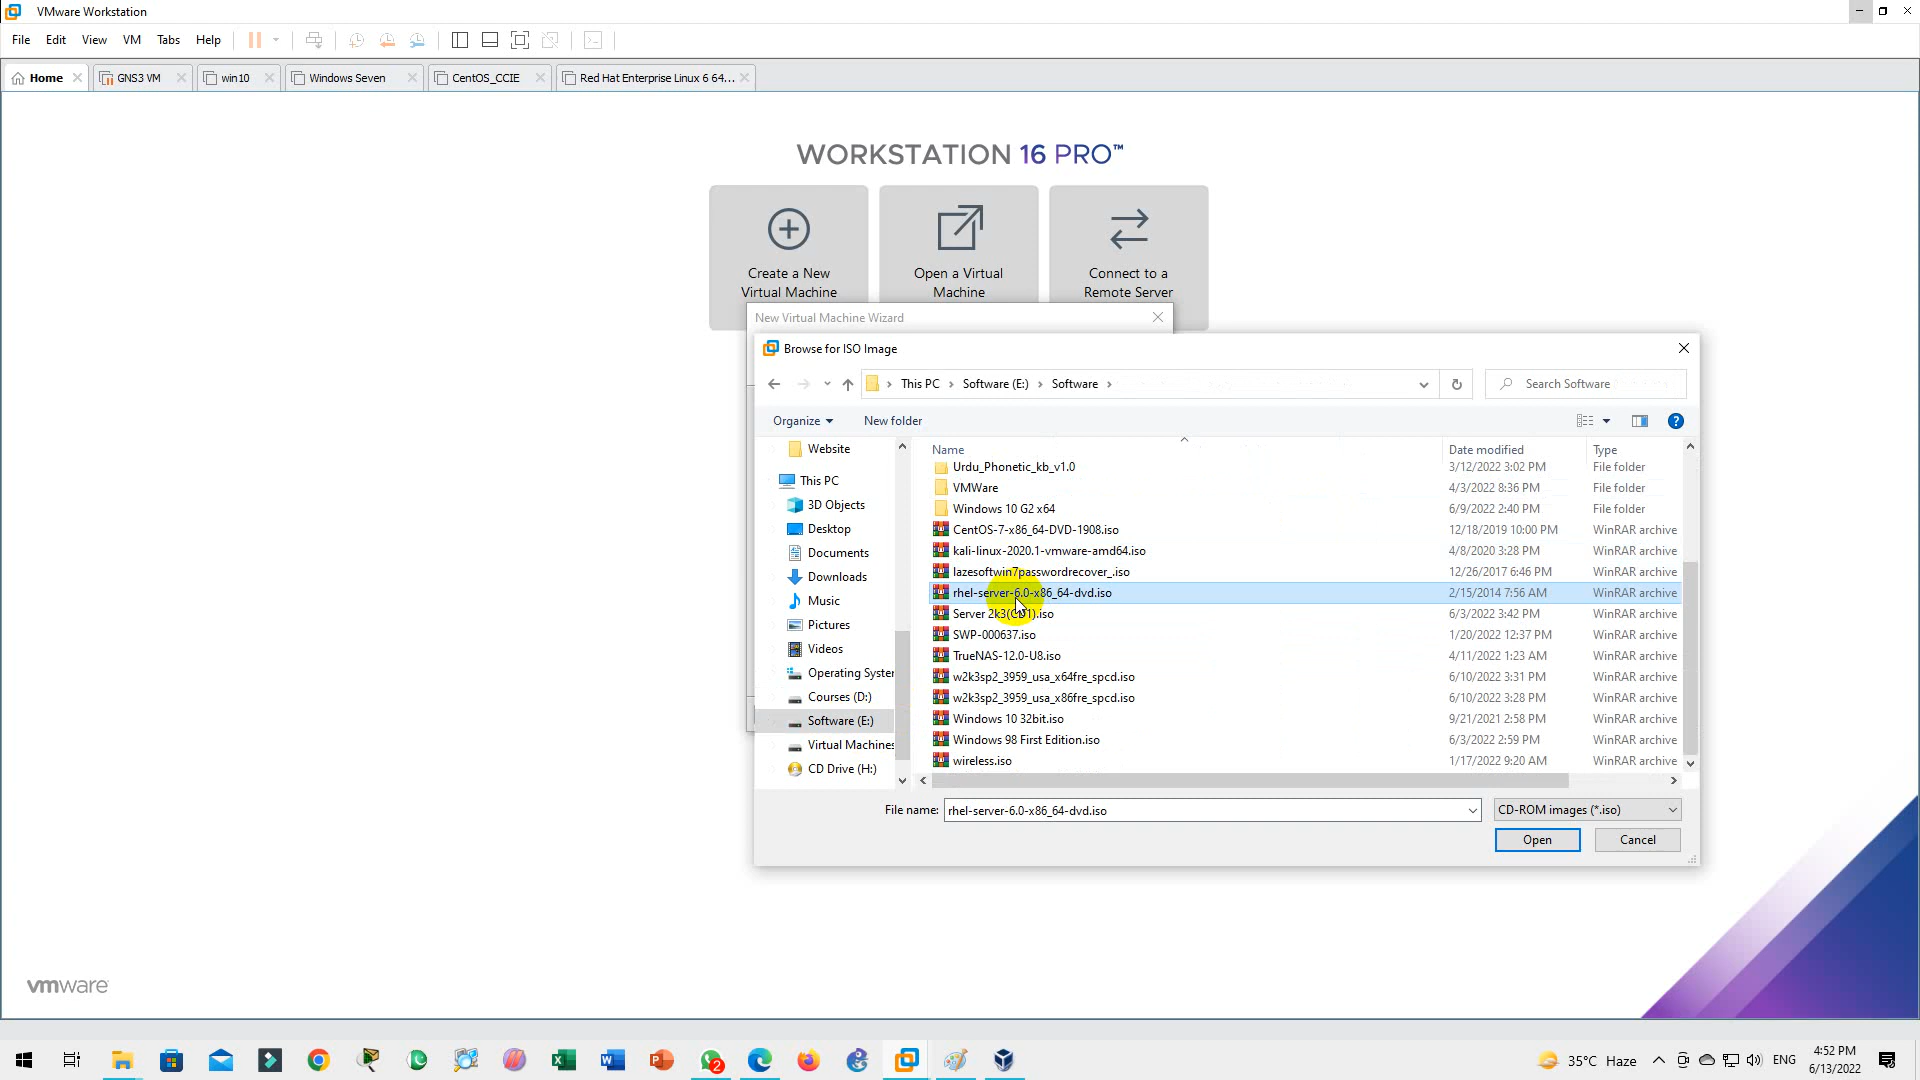 VMware Workstation
File Edit View VM Tabs Help
Home GNS3 VM win10 Windows Seven CentOS_CCIE Red Hat Enterprise Linux 6 64...
WORKSTATION 16 PRO™
Create a New Virtual Machine
Open a Virtual Machine
Connect to a Remote Server
New Virtual Machine Wizard
Browse for ISO Image
This PC Software (E:) Software
Search Software
Organize New folder
Website
This PC
3D Objects
Desktop
Documents
Downloads
Music
Pictures
Videos
Operating Syste
Courses (D:)
Software (E:)
Virtual Machines
CD Drive (H:)
Name Date modified Type
Urdu_Phonetic_kb_v1.0 3/12/2022 3:02 PM File folder
VMWare 4/3/2022 8:36 PM File folder
Windows 10 G2 x64 6/9/2022 2:40 PM File folder
CentOS-7-x86_64-DVD-1908.iso 12/18/2019 10:00 PM WinRAR archive
kali-linux-2020.1-vmware-amd64.iso 4/8/2020 3:28 PM WinRAR archive
lazesoftwin7passwordrecover_.iso 12/26/2017 6:46 PM WinRAR archive
rhel-server-6.0-x86_64-dvd.iso 2/15/2014 7:56 AM WinRAR archive
Server 2k3(CD1).iso 6/3/2022 3:42 PM WinRAR archive
SWP-000637.iso 1/20/2022 12:37 PM WinRAR archive
TrueNAS-12.0-U8.iso 4/11/2022 1:23 AM WinRAR archive
w2k3sp2_3959_usa_x64fre_spcd.iso 6/10/2022 3:31 PM WinRAR archive
w2k3sp2_3959_usa_x86fre_spcd.iso 6/10/2022 3:28 PM WinRAR archive
Windows 10 32bit.iso 9/21/2021 2:58 PM WinRAR archive
Windows 98 First Edition.iso 6/3/2022 2:59 PM WinRAR archive
wireless.iso 1/17/2022 9:20 AM WinRAR archive
File name: rhel-server-6.0-x86_64-dvd.iso CD-ROM images (*.iso)
Open Cancel
vmware
2
35°C Haze ENG
4:52 PM
6/13/2022